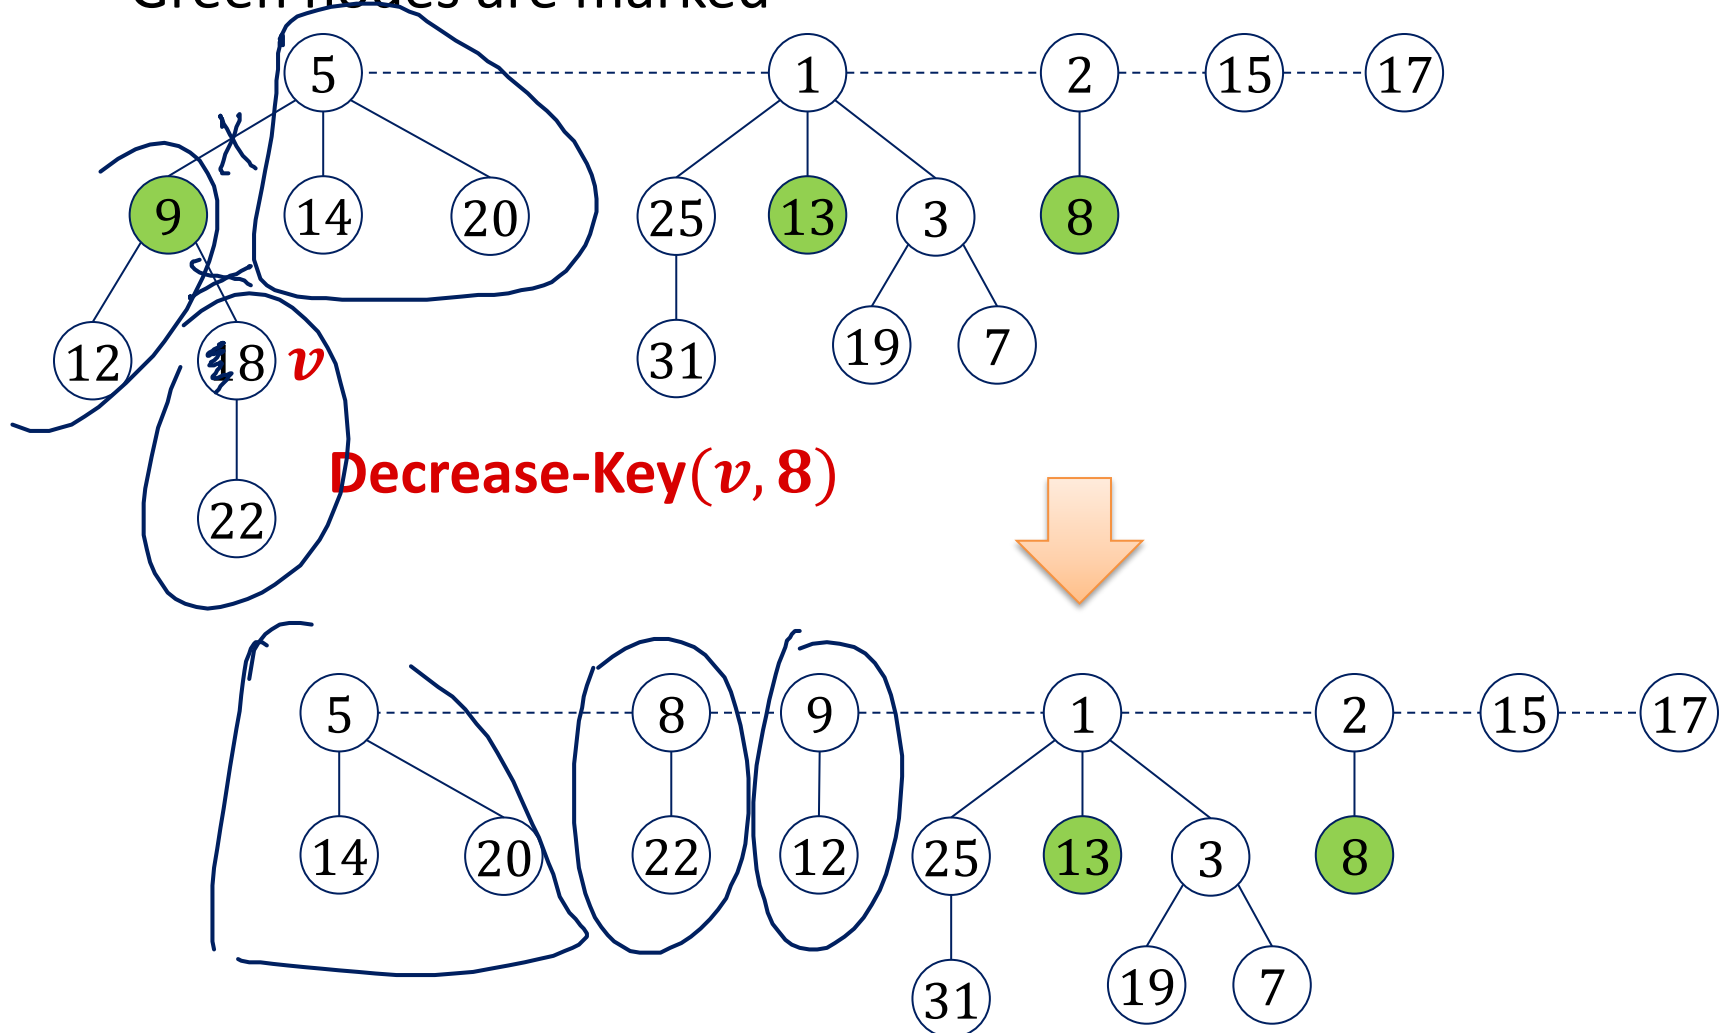 Green nodes are marked
5 1 2 15 17
9 14 20 25 13 3 8
12 18 v 31 19 7
Decrease-Key(v, 8)
22
5 8 9 1 2 15 17
14 20 22 12 25 13 3 8
31 19 7